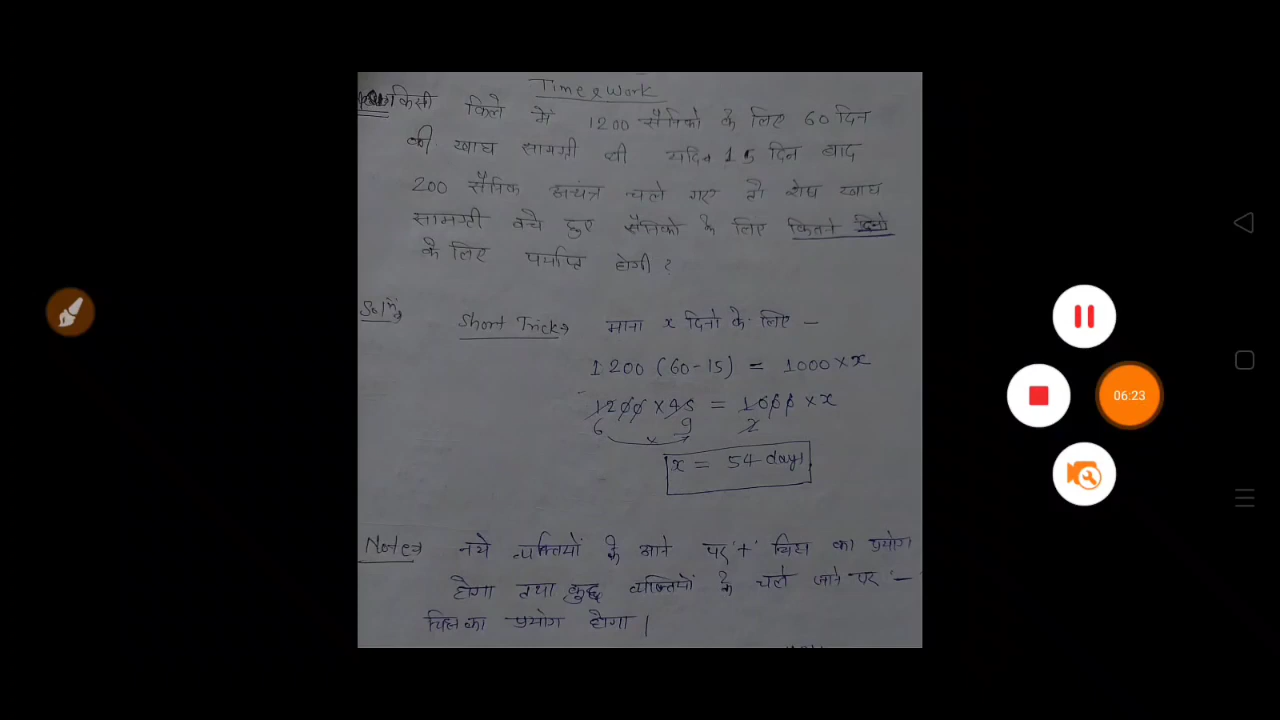 Time & Work
किसी किले में 1200 सैनिको के लिए 60 दिन
की खाघ सामग्री थी यदि 15 दिन बाद
200 सैनिक अन्यंत्र चले गए तो शेष खाघ
सामग्री बचे हुए सैनिको के लिए कितने दिनो
के लिए पर्याप्त होगी ?
Solⁿ
Short Trick⇒ माना x दिनो के लिए —
1200 (60-15) = 1000 × x
1200 × 45 = 1000 × x
6 9 2
x = 54 days
Note⇒ नये व्यक्तियों के आने पर '+' चिह्न का प्रयोग
होगा तथा कुछ व्यक्तियों के चले जाने पर '—'
चिह्न का प्रयोग होगा |
06:23